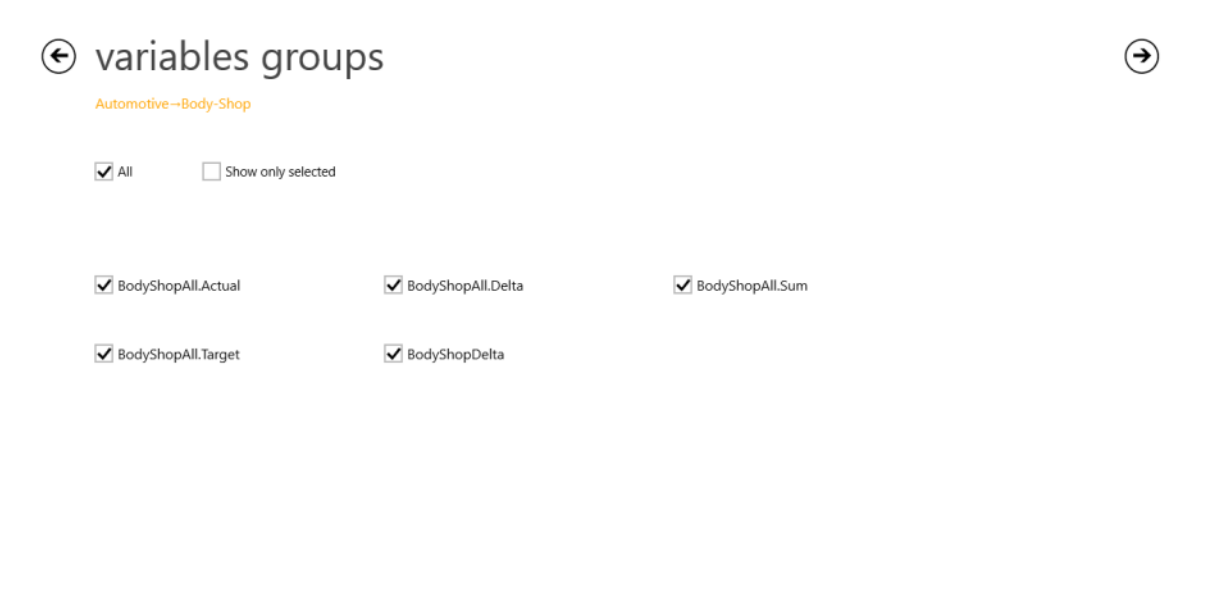 variables groups
Automotive→Body-Shop
All Show only selected
BodyShopAll.Actual BodyShopAll.Delta BodyShopAll.Sum
BodyShopAll.Target BodyShopDelta